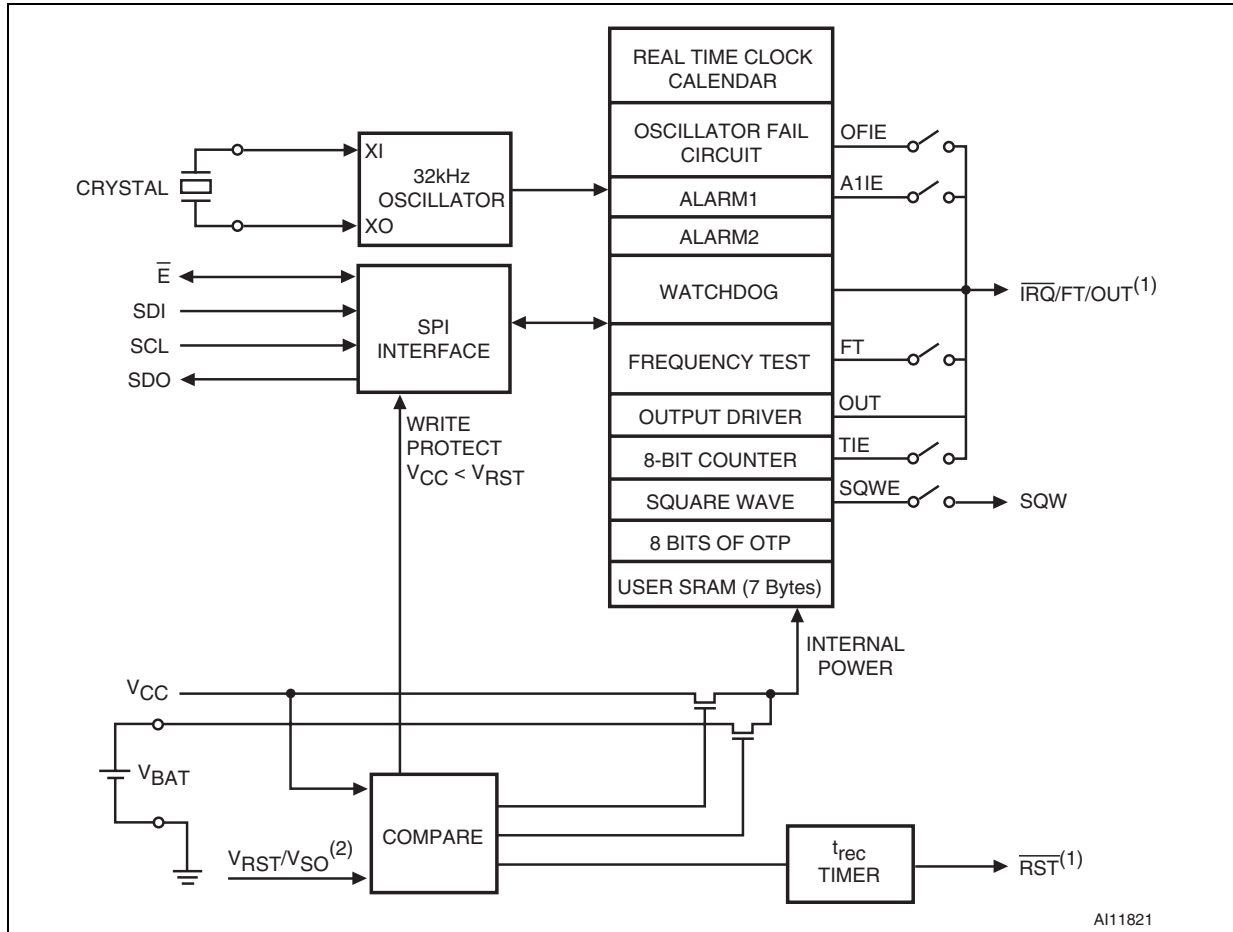 REAL TIME CLOCK
CALENDAR
OSCILLATOR FAIL
CIRCUIT
OFIE
ALARM1
A1IE
ALARM2
WATCHDOG
I̅R̅Q̅/FT/OUT(1)
FREQUENCY TEST
FT
OUTPUT DRIVER
OUT
8-BIT COUNTER
TIE
SQUARE WAVE
SQWE
SQW
8 BITS OF OTP
USER SRAM (7 Bytes)
CRYSTAL
XI
32kHz
OSCILLATOR
XO
E̅
SDI
SCL
SDO
SPI
INTERFACE
WRITE
PROTECT
VCC < VRST
INTERNAL
POWER
VCC
VBAT
VRST/VSO(2)
COMPARE
trec
TIMER
R̅S̅T̅(1)
AI11821